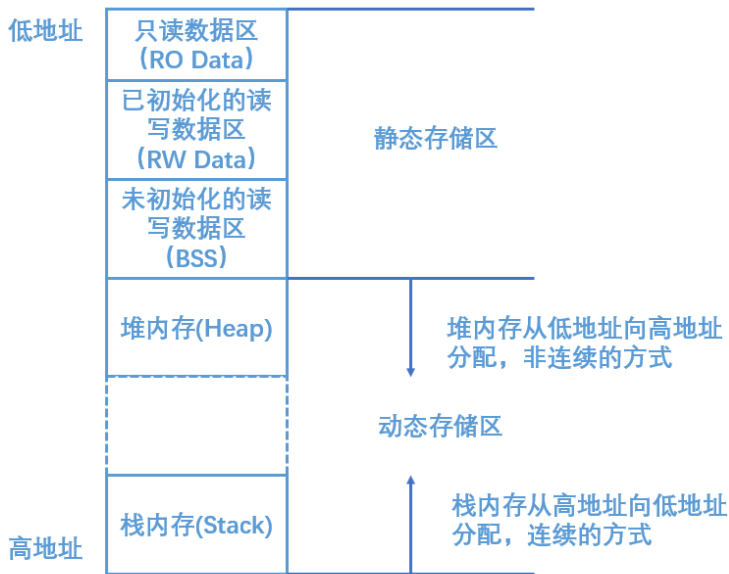 低地址
只读数据区
（RO Data）
已初始化的读
写数据区
（RW Data）
静态存储区
未初始化的读
写数据区
（BSS）
堆内存(Heap)
堆内存从低地址向高地址
分配，非连续的方式
动态存储区
栈内存(Stack)
栈内存从高地址向低地址
分配，连续的方式
高地址